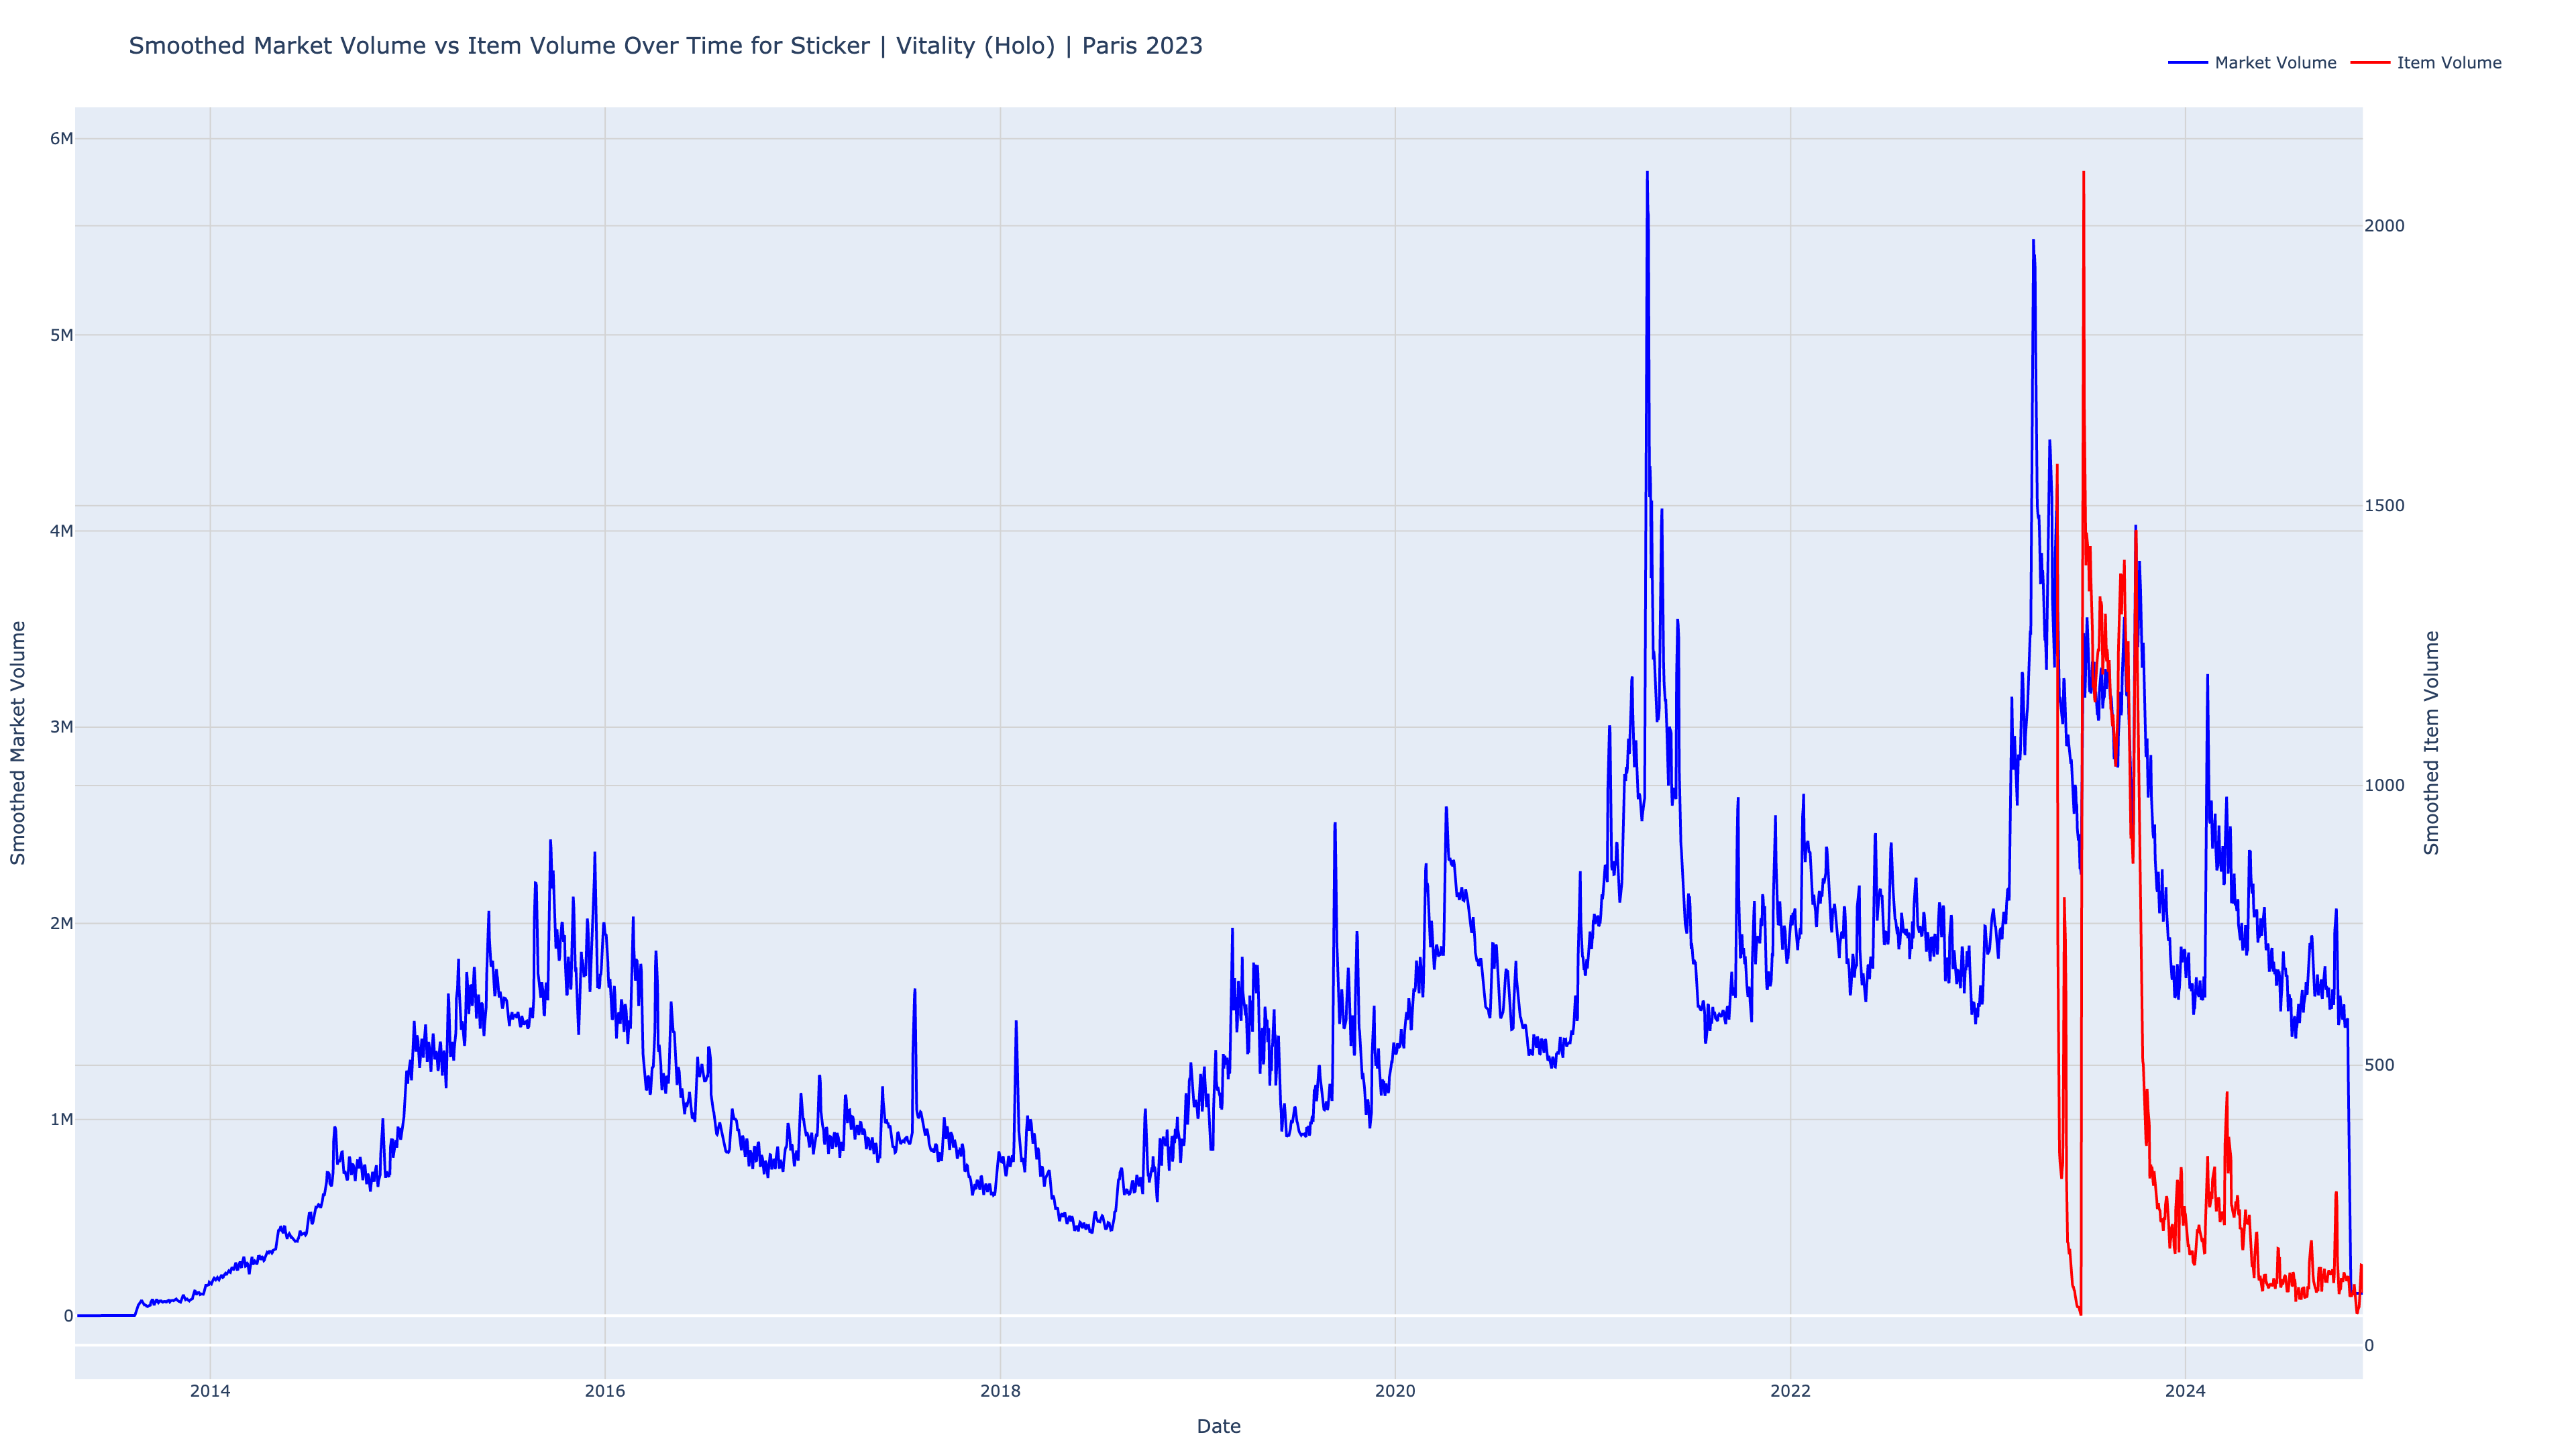 Smoothed Market Volume vs Item Volume Over Time for Sticker | Vitality (Holo) | Paris 2023
Market Volume
Item Volume
6M
5M
4M
3M
2M
1M
0
Smoothed Market Volume
2000
1500
1000
500
0
Smoothed Item Volume
2014
2016
2018
2020
2022
2024
Date